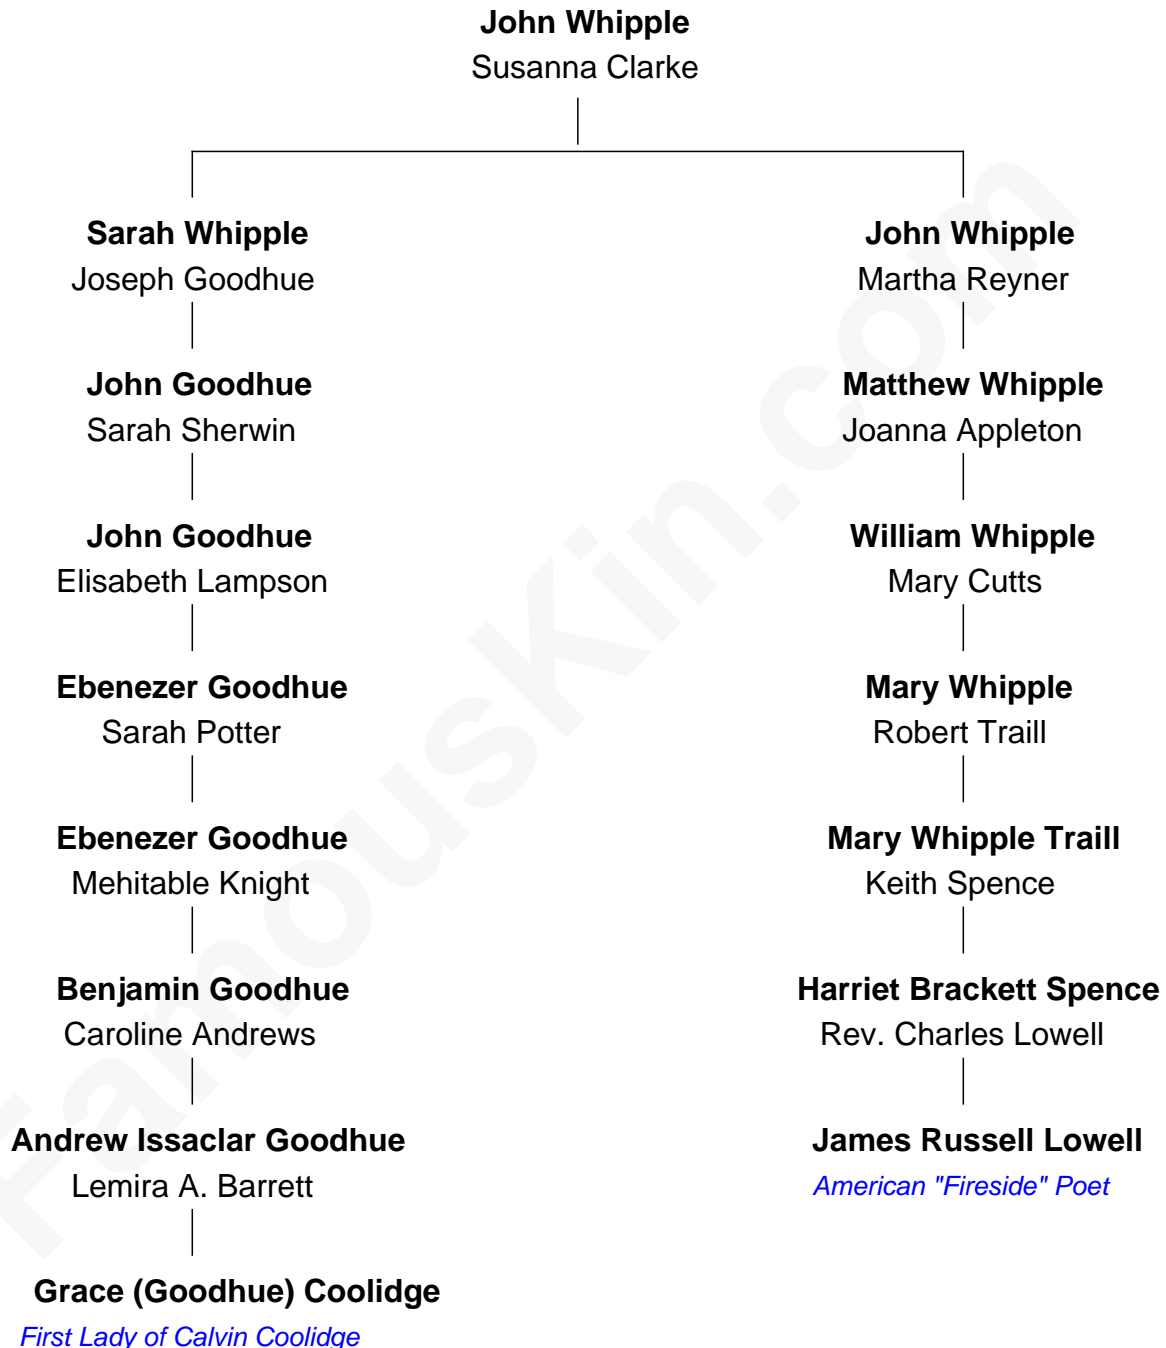 John Whipple
Susanna Clarke
Sarah Whipple
Joseph Goodhue
John Goodhue
Sarah Sherwin
John Goodhue
Elisabeth Lampson
Ebenezer Goodhue
Sarah Potter
Ebenezer Goodhue
Mehitable Knight
Benjamin Goodhue
Caroline Andrews
Andrew Issaclar Goodhue
Lemira A. Barrett
Grace (Goodhue) Coolidge
First Lady of Calvin Coolidge
John Whipple
Martha Reyner
Matthew Whipple
Joanna Appleton
William Whipple
Mary Cutts
Mary Whipple
Robert Traill
Mary Whipple Traill
Keith Spence
Harriet Brackett Spence
Rev. Charles Lowell
James Russell Lowell
American "Fireside" Poet
FamousKin.com